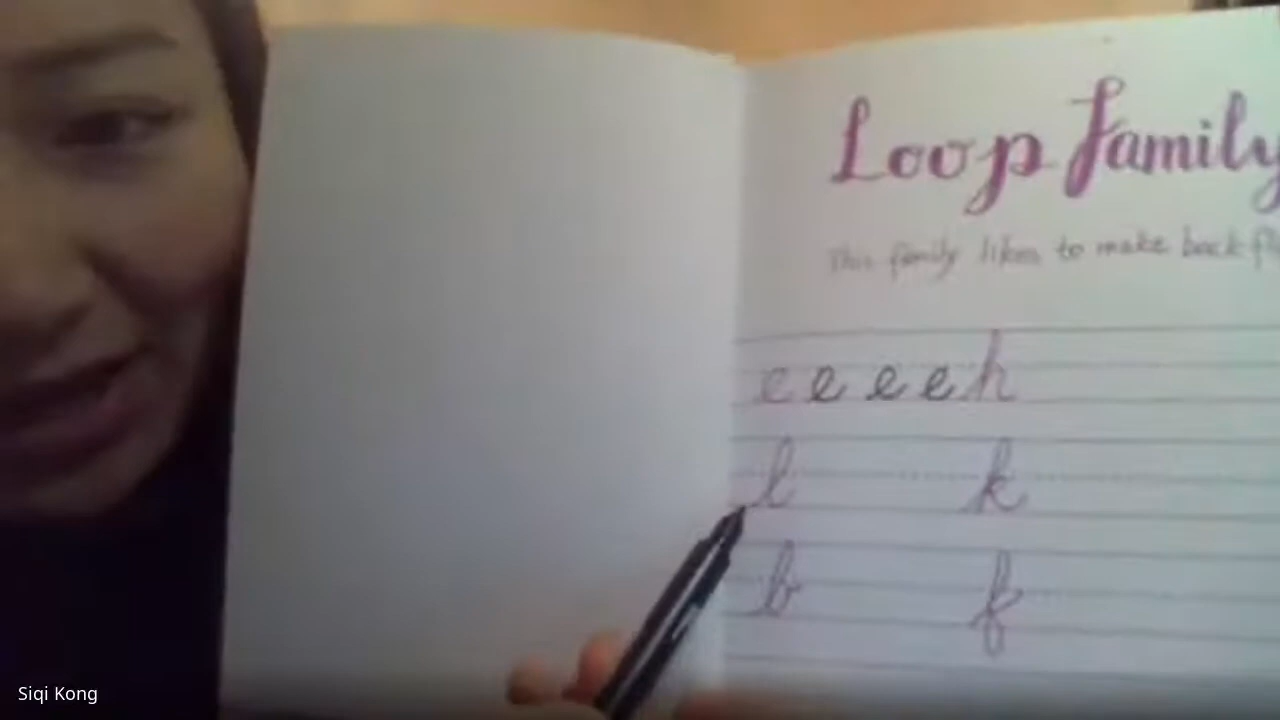 Loop Family
This family likes to make back
e e e e h
l k
b f
Siqi Kong